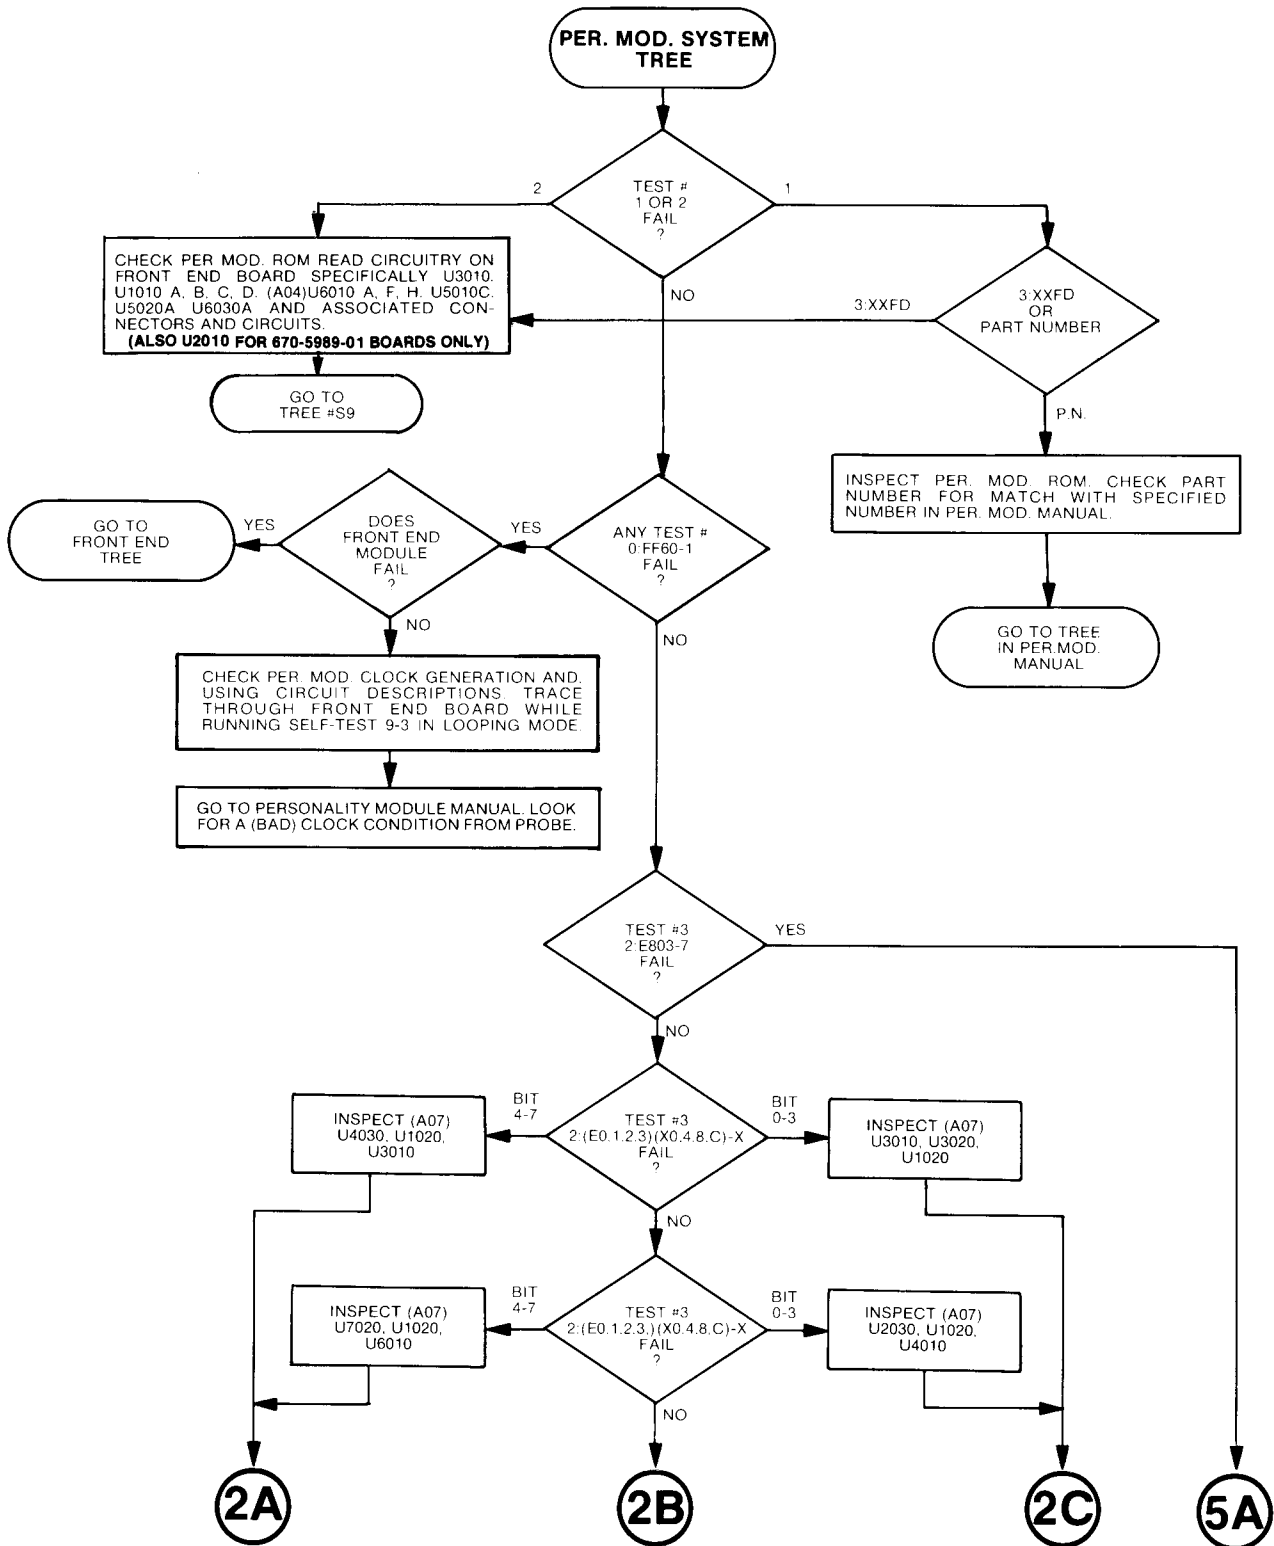 PER. MOD. SYSTEM
TREE
TEST #
1 OR 2
FAIL
?
2
1
NO
CHECK PER MOD. ROM READ CIRCUITRY ON
FRONT END BOARD SPECIFICALLY U3010.
U1010 A, B, C, D. (A04)U6010 A, F, H. U5010C.
U5020A U6030A AND ASSOCIATED CON-
NECTORS AND CIRCUITS.
(ALSO U2010 FOR 670-5989-01 BOARDS ONLY)
GO TO
TREE #S9
3:XXFD
3:XXFD
OR
PART NUMBER
P.N.
INSPECT PER. MOD. ROM. CHECK PART
NUMBER FOR MATCH WITH SPECIFIED
NUMBER IN PER. MOD. MANUAL.
GO TO TREE
IN PER.MOD.
MANUAL
GO TO
FRONT END
TREE
YES
DOES
FRONT END
MODULE
FAIL
?
YES
ANY TEST #
0:FF60-1
FAIL
?
NO
NO
CHECK PER. MOD. CLOCK GENERATION AND,
USING CIRCUIT DESCRIPTIONS. TRACE
THROUGH FRONT END BOARD WHILE
RUNNING SELF-TEST 9-3 IN LOOPING MODE.
GO TO PERSONALITY MODULE MANUAL. LOOK
FOR A (BAD) CLOCK CONDITION FROM PROBE.
TEST #3
2:E803-7
FAIL
?
YES
NO
INSPECT (A07)
U4030, U1020,
U3010
BIT
4-7
TEST #3
2:(E0.1.2.3)(X0.4.8.C)-X
FAIL
?
BIT
0-3
INSPECT (A07)
U3010, U3020,
U1020
NO
INSPECT (A07)
U7020, U1020,
U6010
BIT
4-7
TEST #3
2:(E0.1.2.3,)(X0.4.8.C)-X
FAIL
?
BIT
0-3
INSPECT (A07)
U2030, U1020,
U4010
NO
2A
2B
2C
5A